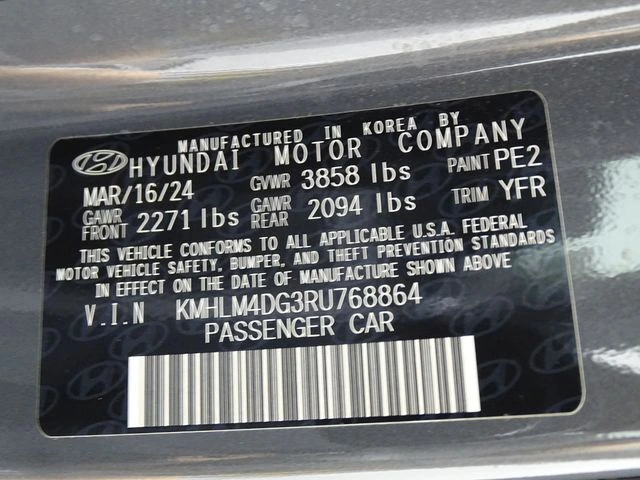 MANUFACTURED IN KOREA BY
HYUNDAI MOTOR COMPANY
MAR/16/24 GVWR 3858 lbs PAINT PE2
GAWR FRONT 2271 lbs GAWR REAR 2094 lbs TRIM YFR
THIS VEHICLE CONFORMS TO ALL APPLICABLE U.S.A. FEDERAL
MOTOR VEHICLE SAFETY, BUMPER, AND THEFT PREVENTION STANDARDS
IN EFFECT ON THE DATE OF MANUFACTURE SHOWN ABOVE
V.I.N KMHLM4DG3RU768864
PASSENGER CAR